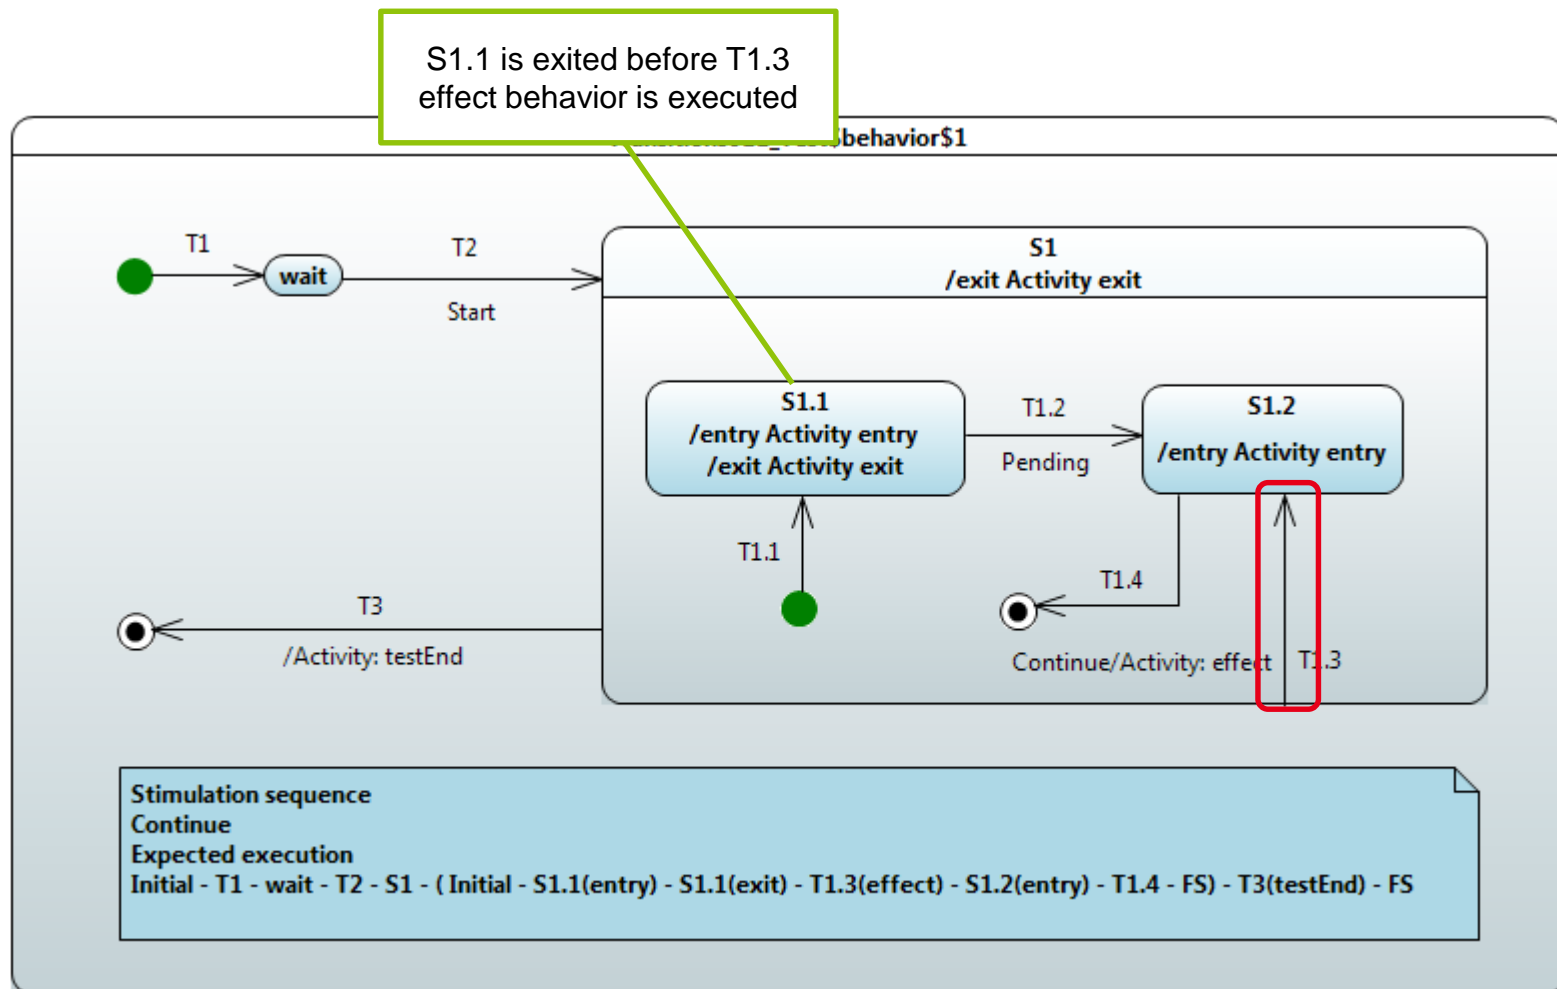 S1.1 is exited before T1.3
effect behavior is executed
$behavior$1
T1
wait
T2
Start
S1
/exit Activity exit
S1.1
/entry Activity entry
/exit Activity exit
T1.2
Pending
S1.2
/entry Activity entry
T1.1
T1.4
T3
/Activity: testEnd
Continue/Activity: effect
T1.3
Stimulation sequence
Continue
Expected execution
Initial - T1 - wait - T2 - S1 - ( Initial - S1.1(entry) - S1.1(exit) - T1.3(effect) - S1.2(entry) - T1.4 - FS) - T3(testEnd) - FS